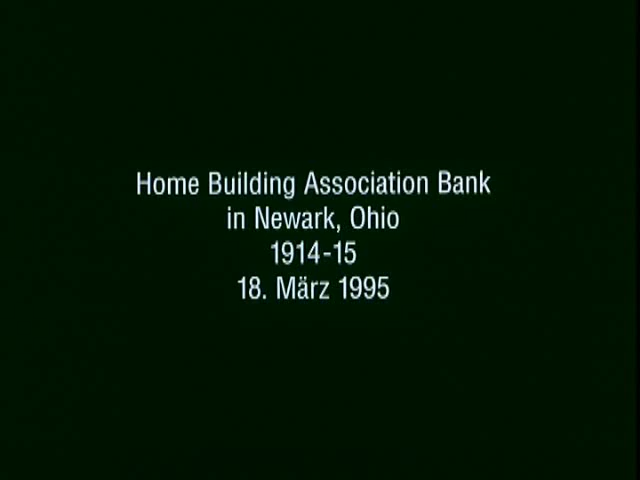 Home Building Association Bank
in Newark, Ohio
1914-15
18. März 1995